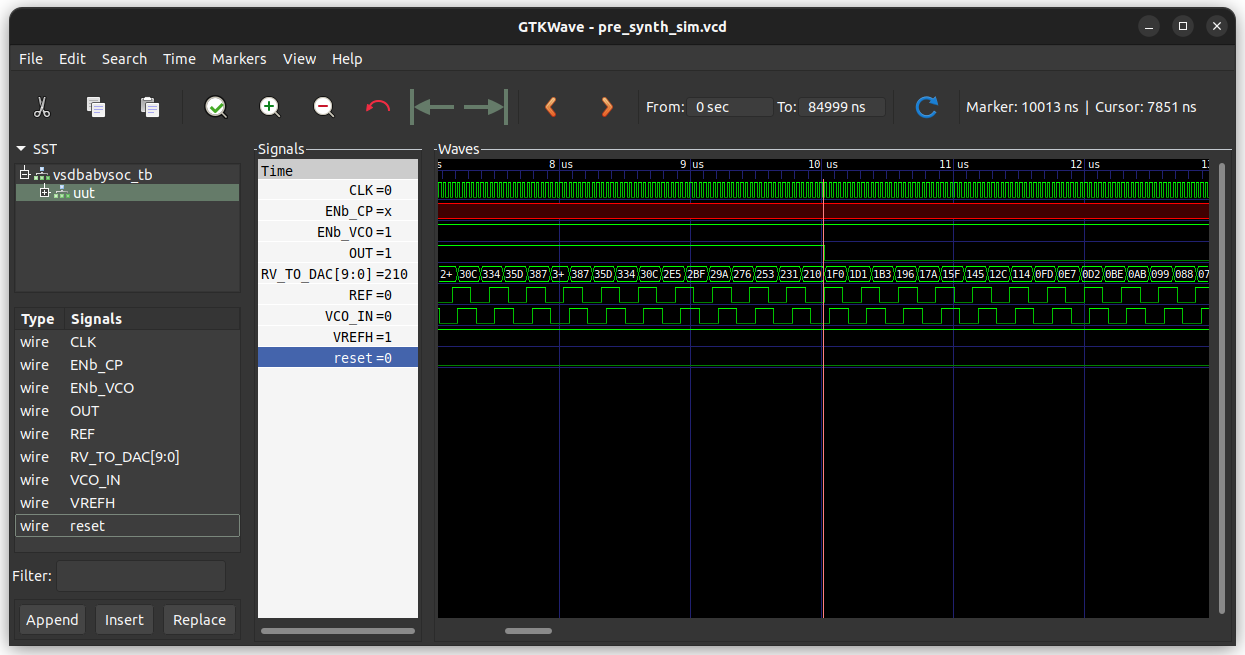 GTKWave - pre_synth_sim.vcd
File Edit Search Time Markers View Help
From: 0 sec To: 84999 ns Marker: 10013 ns | Cursor: 7851 ns
SST
vsdbabysoc_tb
uut
Type Signals
wire CLK
wire ENb_CP
wire ENb_VCO
wire OUT
wire REF
wire RV_TO_DAC[9:0]
wire VCO_IN
wire VREFH
wire reset
Filter:
Append Insert Replace
Signals
Time
CLK=0
ENb_CP=x
ENb_VCO=1
OUT=1
RV_TO_DAC[9:0]=210
REF=0
VCO_IN=0
VREFH=1
reset=0
Waves
s 8 us 9 us 10 us 11 us 12 us 13
2+ 30C 334 35D 387 3+ 387 35D 334 30C 2E5 2BF 29A 276 253 231 210 1F0 1D1 1B3 196 17A 15F 145 12C 114 0FD 0E7 0D2 0BE 0AB 099 088 07